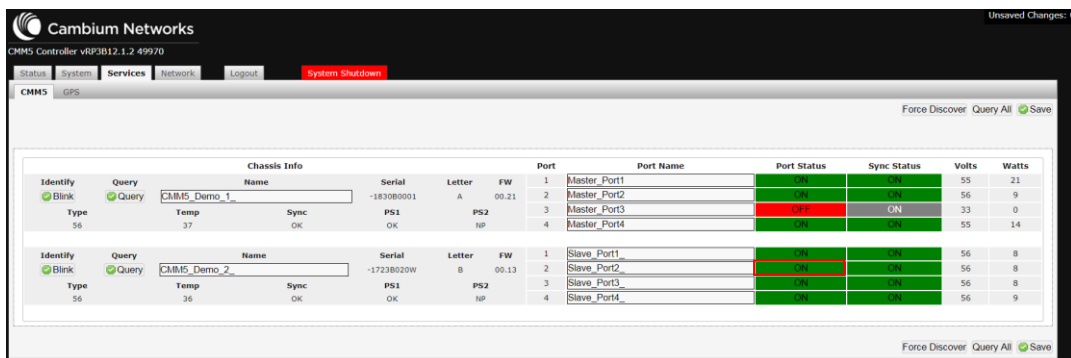 Unsaved Changes:
Cambium Networks
CMM5 Controller vRP3B12.1.2 49970
Status System Services Network Logout System Shutdown
CMM5 GPS
Force Discover Query All Save
Chassis Info Port Port Name Port Status Sync Status Volts Watts
Identify Query Name Serial Letter FW 1 Master_Port1 ON ON 55 21
Blink Query CMM5_Demo_1_ -1830B0001 A 00.21 2 Master_Port2 ON ON 56 9
Type Temp Sync PS1 PS2 3 Master_Port3 OFF ON 33 0
56 37 OK OK NP 4 Master_Port4 ON ON 55 14
Identify Query Name Serial Letter FW 1 Slave_Port1_ ON ON 56 8
Blink Query CMM5_Demo_2_ -1723B020W B 00.13 2 Slave_Port2_ ON ON 56 8
Type Temp Sync PS1 PS2 3 Slave_Port3_ ON ON 56 8
56 36 OK OK NP 4 Slave_Port4_ ON ON 56 9
Force Discover Query All Save